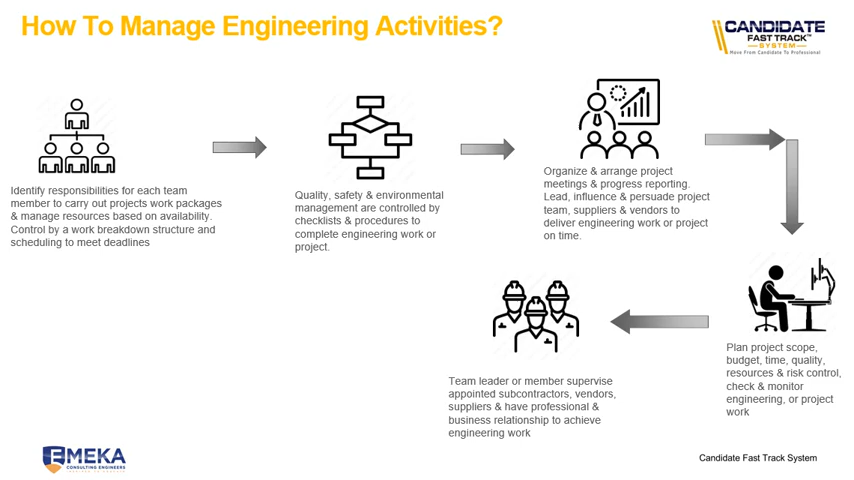 How To Manage Engineering Activities?
CANDIDATE
FAST TRACK™
SYSTEM
Move From Candidate To Professional
Identify responsibilities for each team
member to carry out projects work packages
& manage resources based on availability.
Control by a work breakdown structure and
scheduling to meet deadlines
Quality, safety & environmental
management are controlled by
checklists & procedures to
complete engineering work or
project.
Organize & arrange project
meetings & progress reporting.
Lead, influence & persuade project
team, suppliers & vendors to
deliver engineering work or project
on time.
Plan project scope,
budget, time, quality,
resources & risk control,
check & monitor
engineering, or project
work
Team leader or member supervise
appointed subcontractors, vendors,
suppliers & have professional &
business relationship to achieve
engineering work
EMEKA
CONSULTING ENGINEERS
Candidate Fast Track System